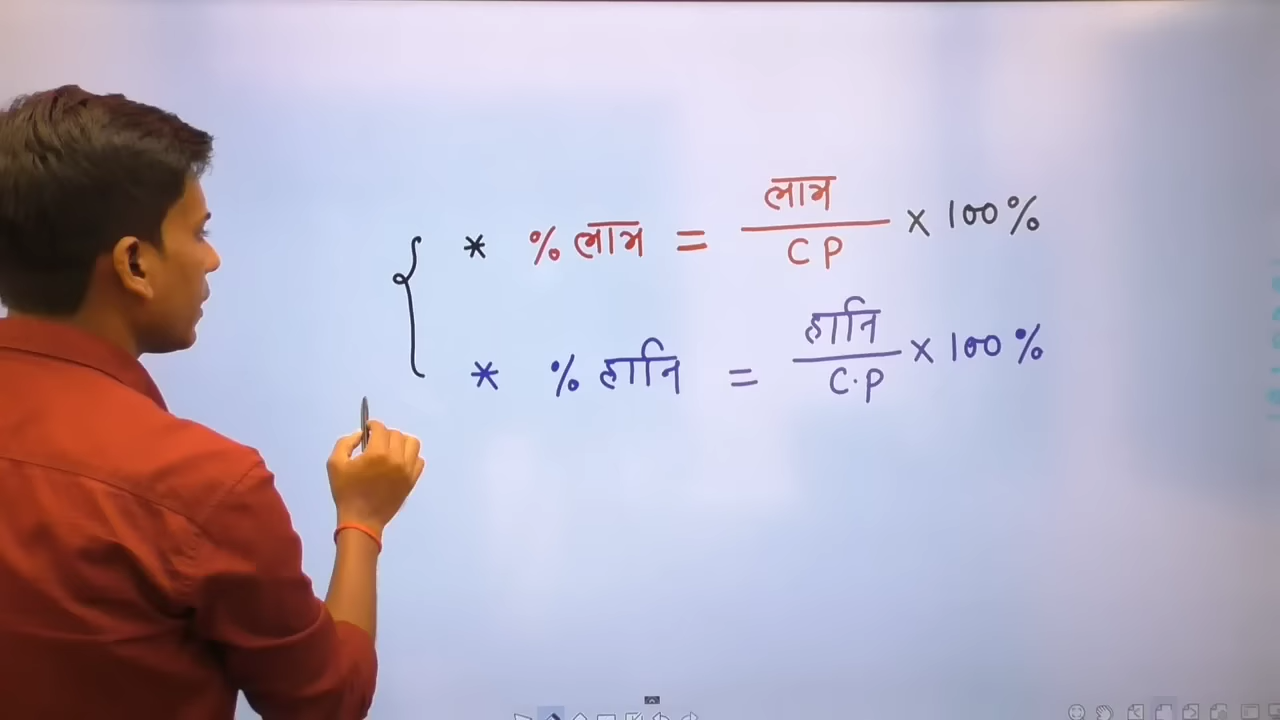 * % लाभ = लाभ / CP × 100%
* % हानि = हानि / C.P × 100%